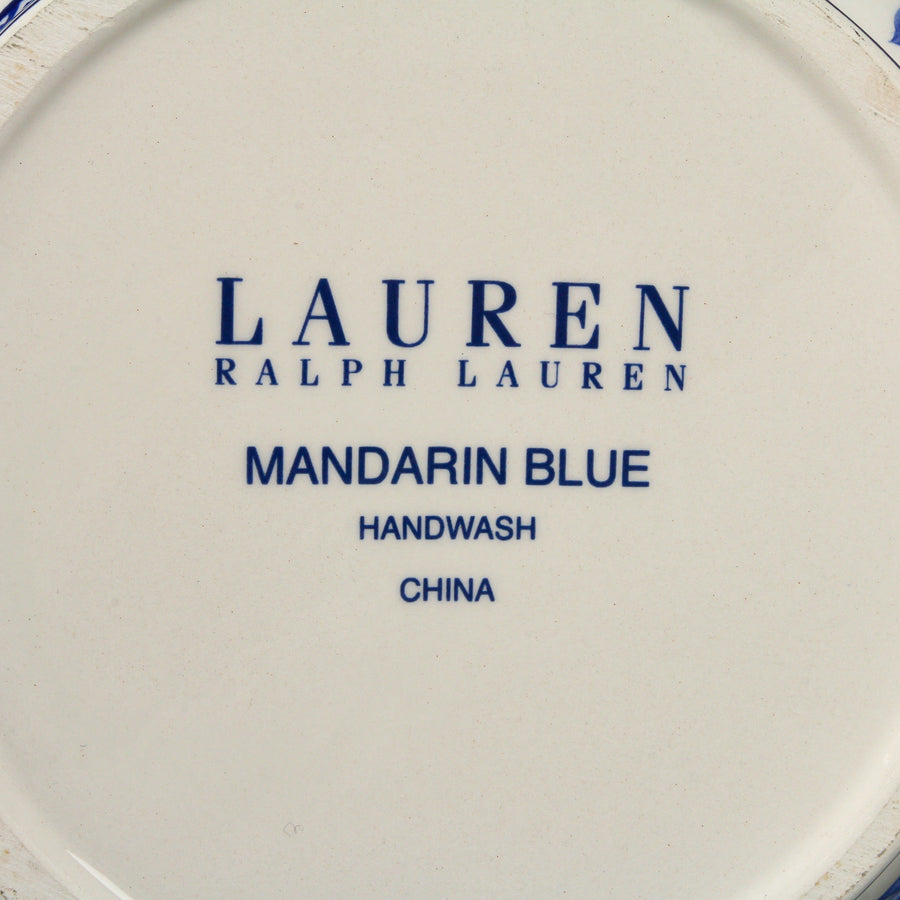 LAUREN
RALPH LAUREN
MANDARIN BLUE
HANDWASH
CHINA